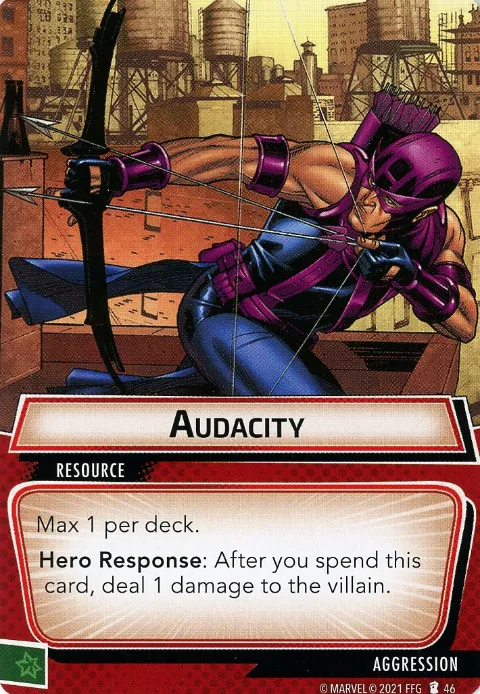 AUDACITY
RESOURCE
Max 1 per deck.
Hero Response: After you spend this
card, deal 1 damage to the villain.
AGGRESSION
© MARVEL © 2021 FFG 46